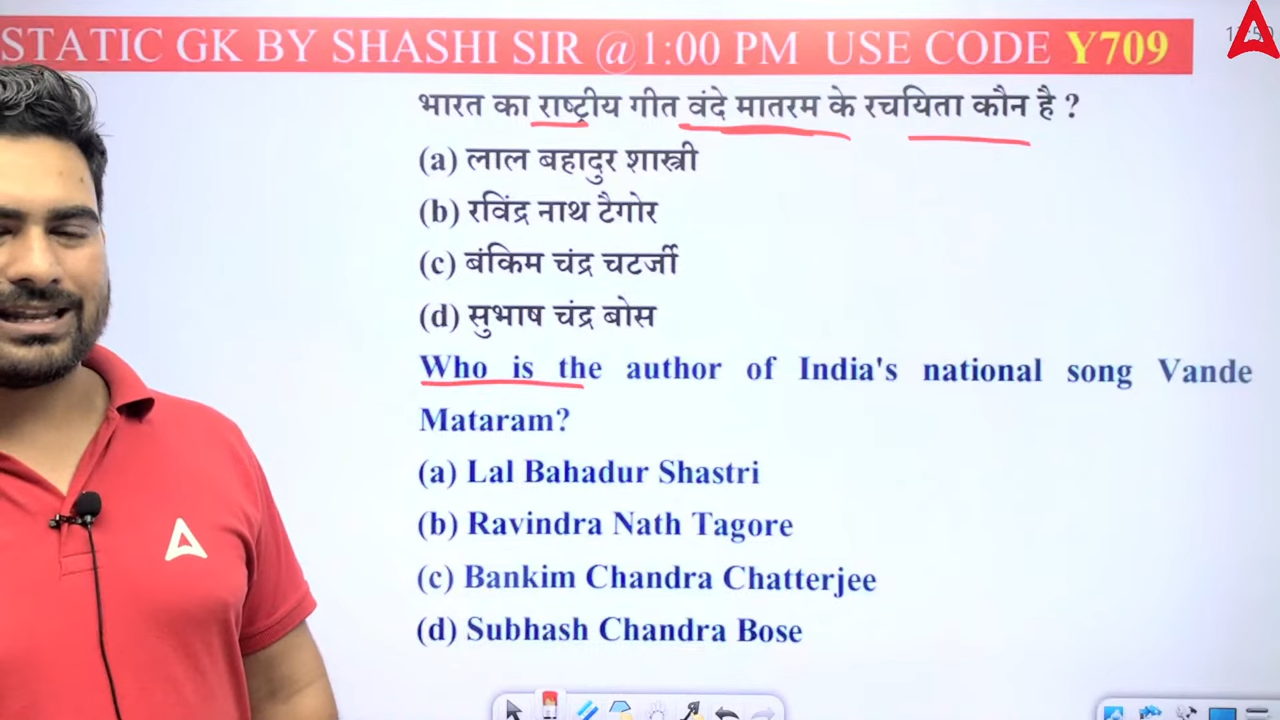 STATIC GK BY SHASHI SIR @1:00 PM USE CODE Y709
भारत का राष्ट्रीय गीत वंदे मातरम के रचयिता कौन है ?
(a) लाल बहादुर शास्त्री
(b) रविंद्र नाथ टैगोर
(c) बंकिम चंद्र चटर्जी
(d) सुभाष चंद्र बोस
Who is the author of India's national song Vande
Mataram?
(a) Lal Bahadur Shastri
(b) Ravindra Nath Tagore
(c) Bankim Chandra Chatterjee
(d) Subhash Chandra Bose